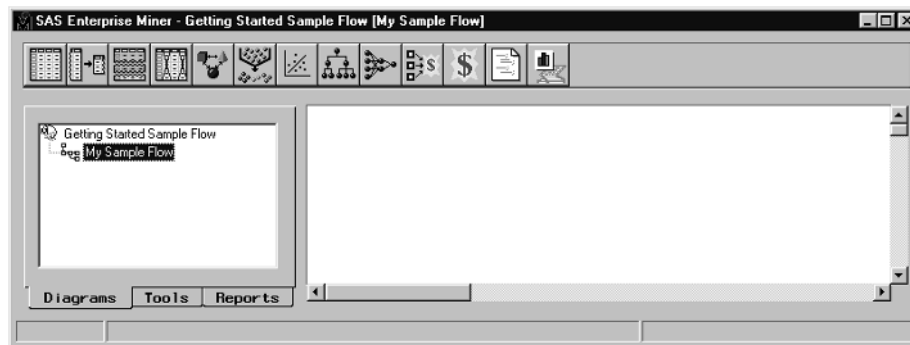 SAS Enterprise Miner - Getting Started Sample Flow [My Sample Flow]
$
$
Getting Started Sample Flow
My Sample Flow
Diagrams Tools Reports